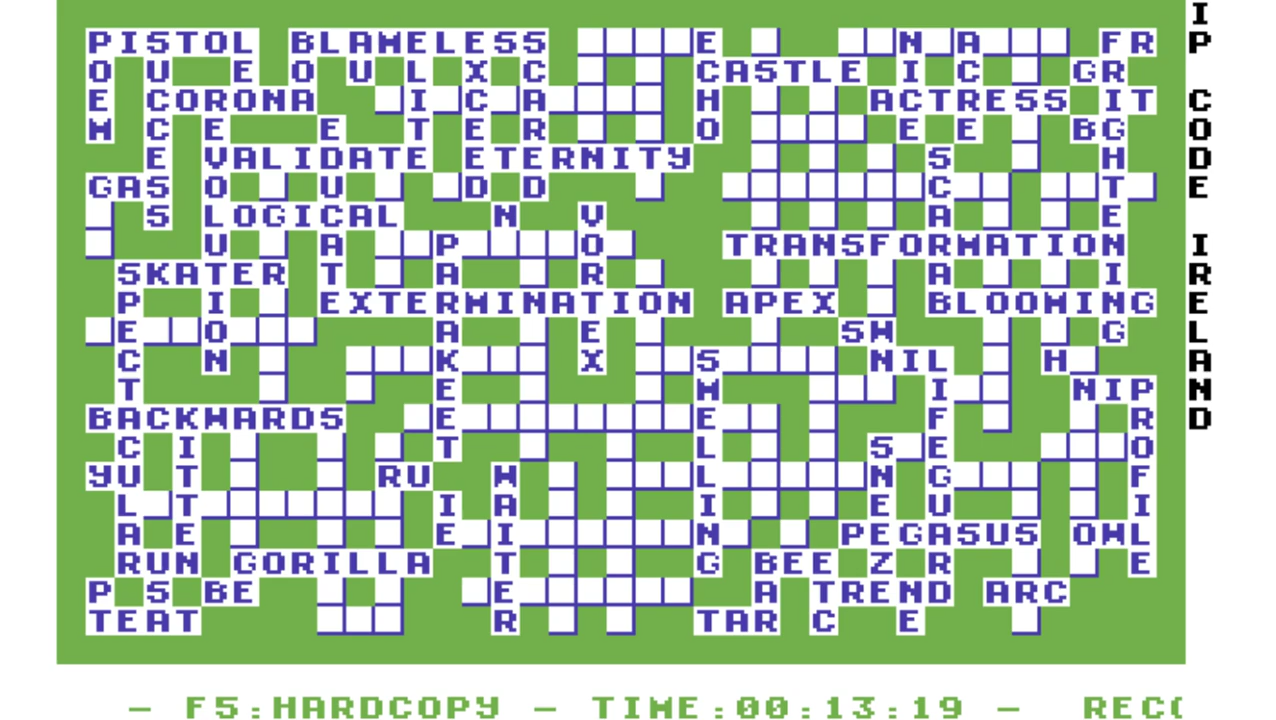 PISTOL BLAMELESS E N A FR
O U E O U L X C CASTLE I C GR
E CORONA I C A H ACTRESS IT
M C E E T E R O E E BG
E VALIDATE ETERNITY S H
GAS O U D D C T
S LOGICAL N V A E
U A P O TRANSFORMATION
SKATER T A R A I
P I EXTERMINATION APEX BLOOMING
E O A E SW G
C N K X S NIL H
T E M I NIP
BACKWARDS E E F R
C I T L S E O
YU T RU W L N G F
L T I A I E U I
A E E I N PEGASUS OWL
RUN GORILLA T G BEE Z R E
P S BE E A TREND ARC
TEAT R TAR C E
IP CODE IRELAND
- F5:HARDCOPY - TIME:00:13:19 - REC